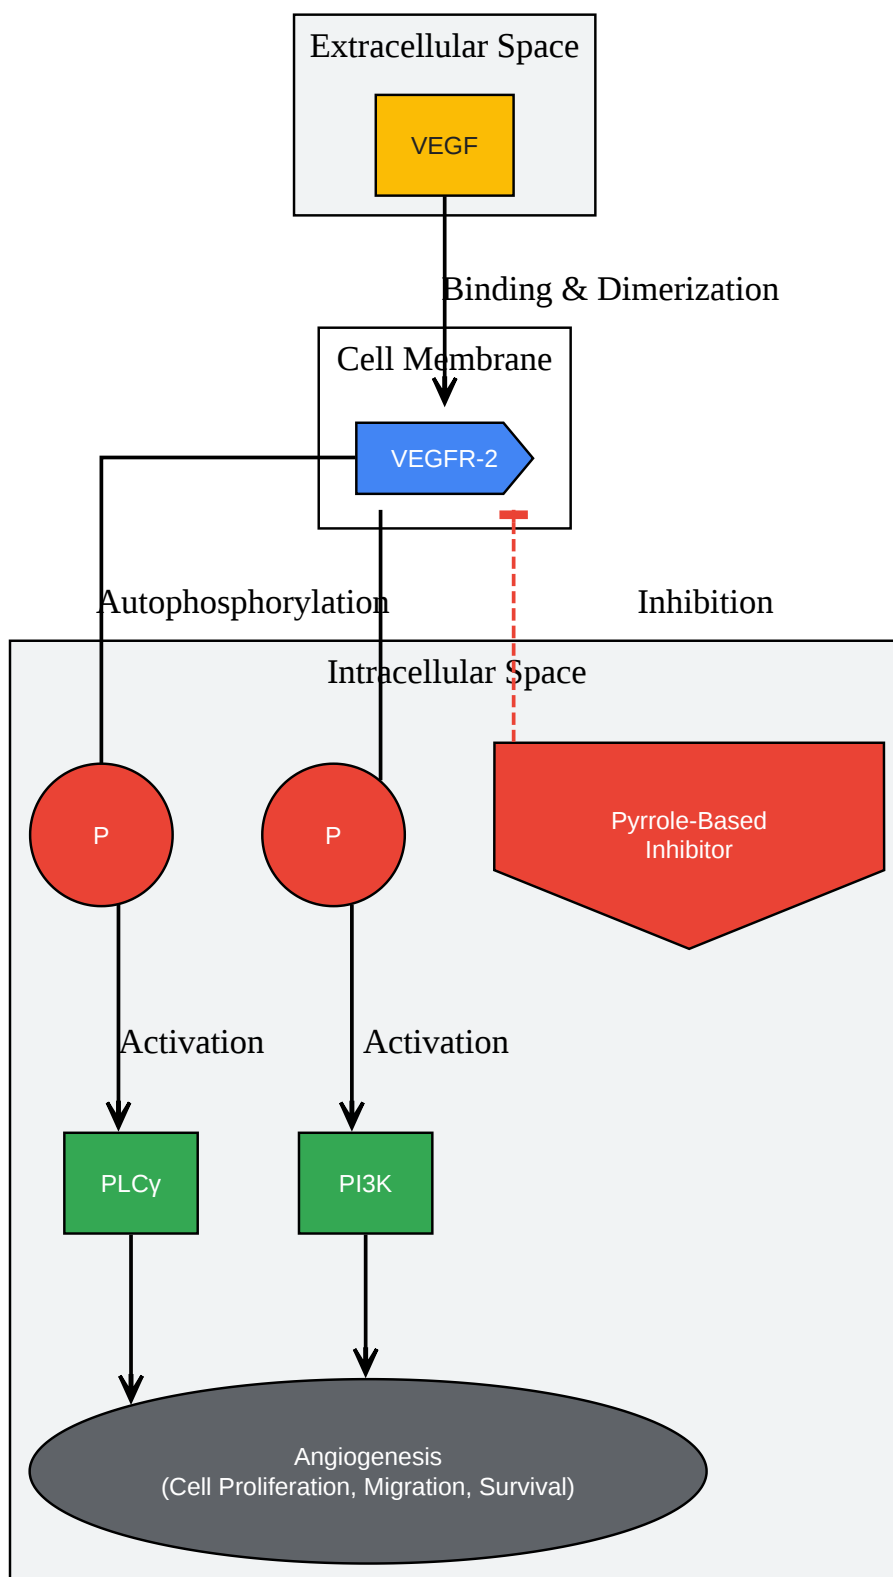 Extracellular Space
VEGF
Binding & Dimerization
Cell Membrane
VEGFR-2
Autophosphorylation
Inhibition
Intracellular Space
P
P
Pyrrole-Based
Inhibitor
Activation
Activation
PLCγ
PI3K
Angiogenesis
(Cell Proliferation, Migration, Survival)